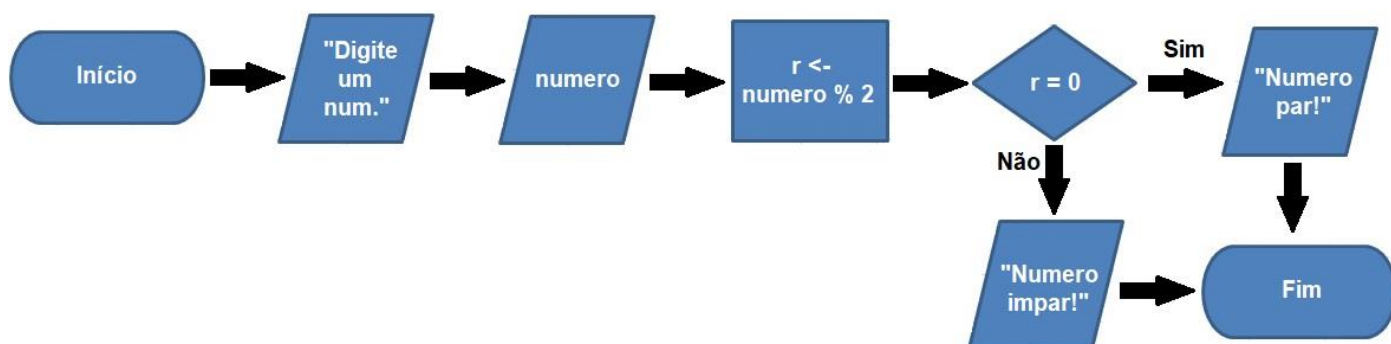 Início
"Digite
um
num."
numero
r <-
numero % 2
r = 0
Sim
"Numero
par!"
Não
"Numero
impar!"
Fim